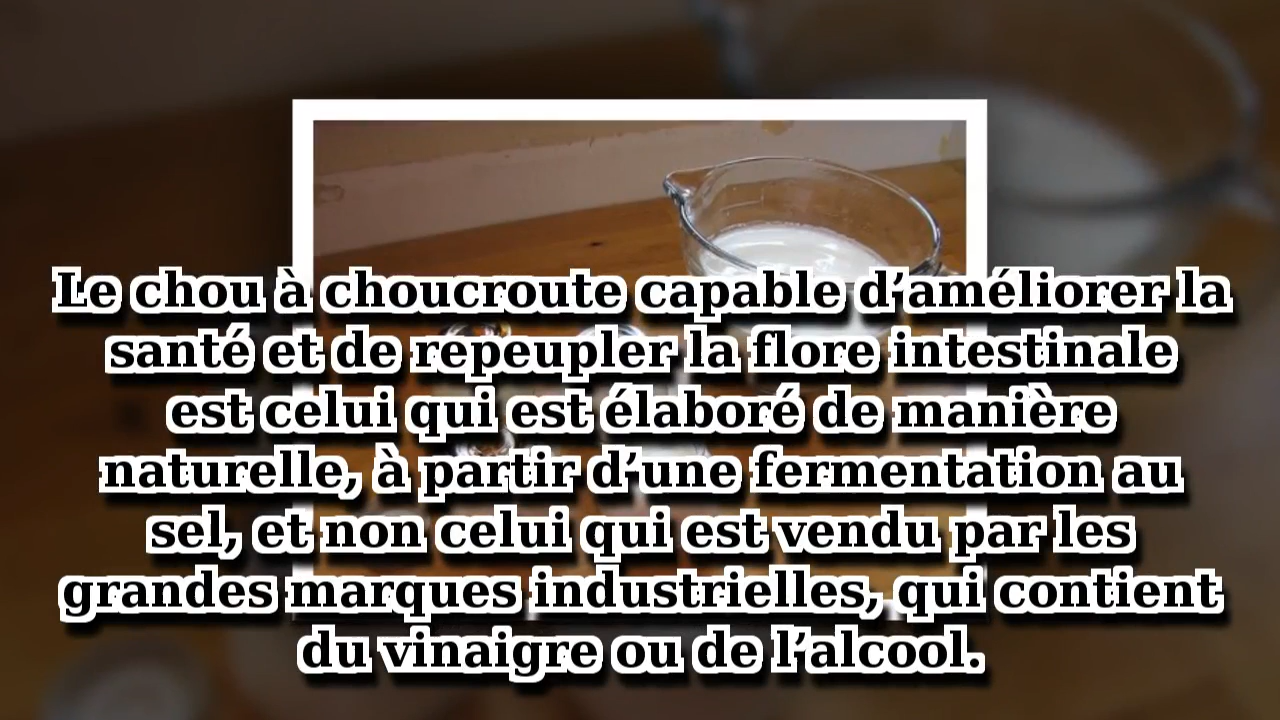 Le chou à choucroute capable d’améliorer la
santé et de repeupler la flore intestinale
est celui qui est élaboré de manière
naturelle, à partir d’une fermentation au
sel, et non celui qui est vendu par les
grandes marques industrielles, qui contient
du vinaigre ou de l’alcool.